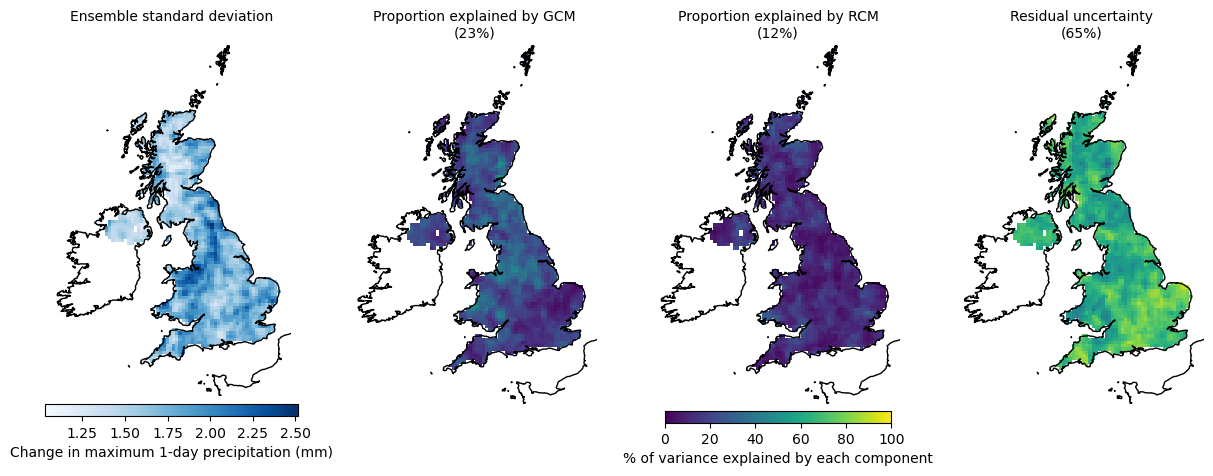 Ensemble standard deviation
Proportion explained by GCM
(23%)
Proportion explained by RCM
(12%)
Residual uncertainty
(65%)
1.25 1.50 1.75 2.00 2.25 2.50
Change in maximum 1-day precipitation (mm)
0 20 40 60 80 100
% of variance explained by each component